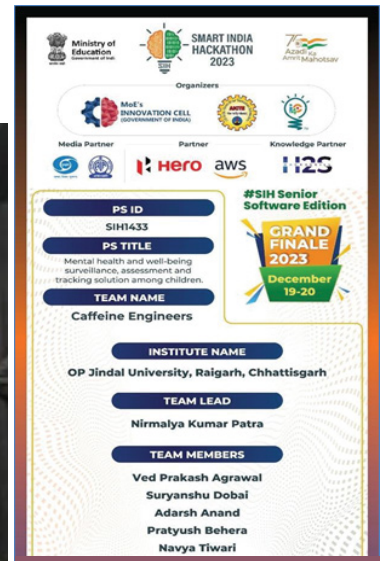 Ministry of
Education
Government of India
SIH
SMART INDIA
HACKATHON
2023
75
Azadi Ka
Amrit Mahotsav
Organizers
MoE's
INNOVATION CELL
(GOVERNMENT OF INDIA)
Media Partner
Partner
Knowledge Partner
Hero
aws
H2S
#SIH Senior
Software Edition
PS ID
SIH1433
PS TITLE
Mental health and well-being
surveillance, assessment and
tracking solution among children.
TEAM NAME
Caffeine Engineers
GRAND
FINALE
2023
December
19-20
INSTITUTE NAME
OP Jindal University, Raigarh, Chhattisgarh
TEAM LEAD
Nirmalya Kumar Patra
TEAM MEMBERS
Ved Prakash Agrawal
Suryanshu Dobai
Adarsh Anand
Pratyush Behera
Navya Tiwari